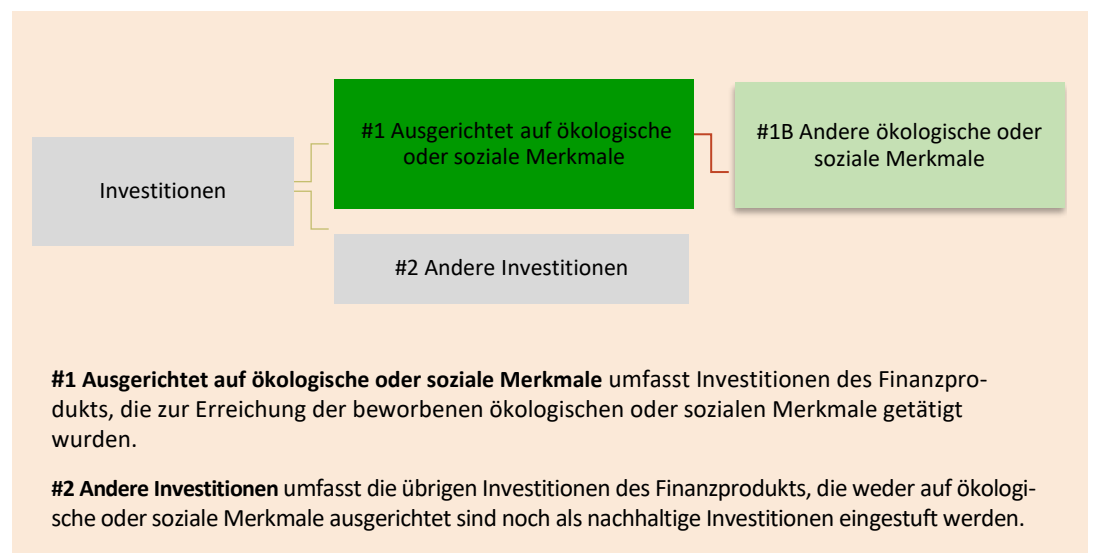 #1 Ausgerichtet auf ökologische
oder soziale Merkmale
#1B Andere ökologische oder
soziale Merkmale
Investitionen
#2 Andere Investitionen
#1 Ausgerichtet auf ökologische oder soziale Merkmale umfasst Investitionen des Finanzpro-
dukts, die zur Erreichung der beworbenen ökologischen oder sozialen Merkmale getätigt
wurden.
#2 Andere Investitionen umfasst die übrigen Investitionen des Finanzprodukts, die weder auf ökologi-
sche oder soziale Merkmale ausgerichtet sind noch als nachhaltige Investitionen eingestuft werden.